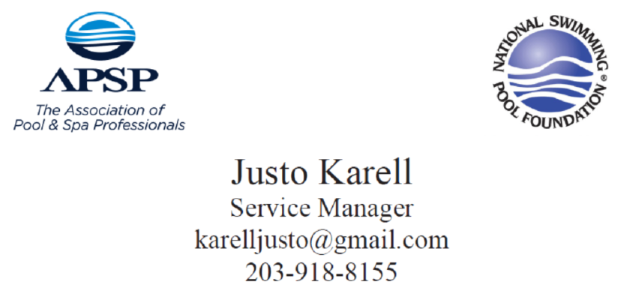 APSP
The Association of
Pool & Spa Professionals
NATIONAL SWIMMING
POOL FOUNDATION®
Justo Karell
Service Manager
karelljusto@gmail.com
203-918-8155